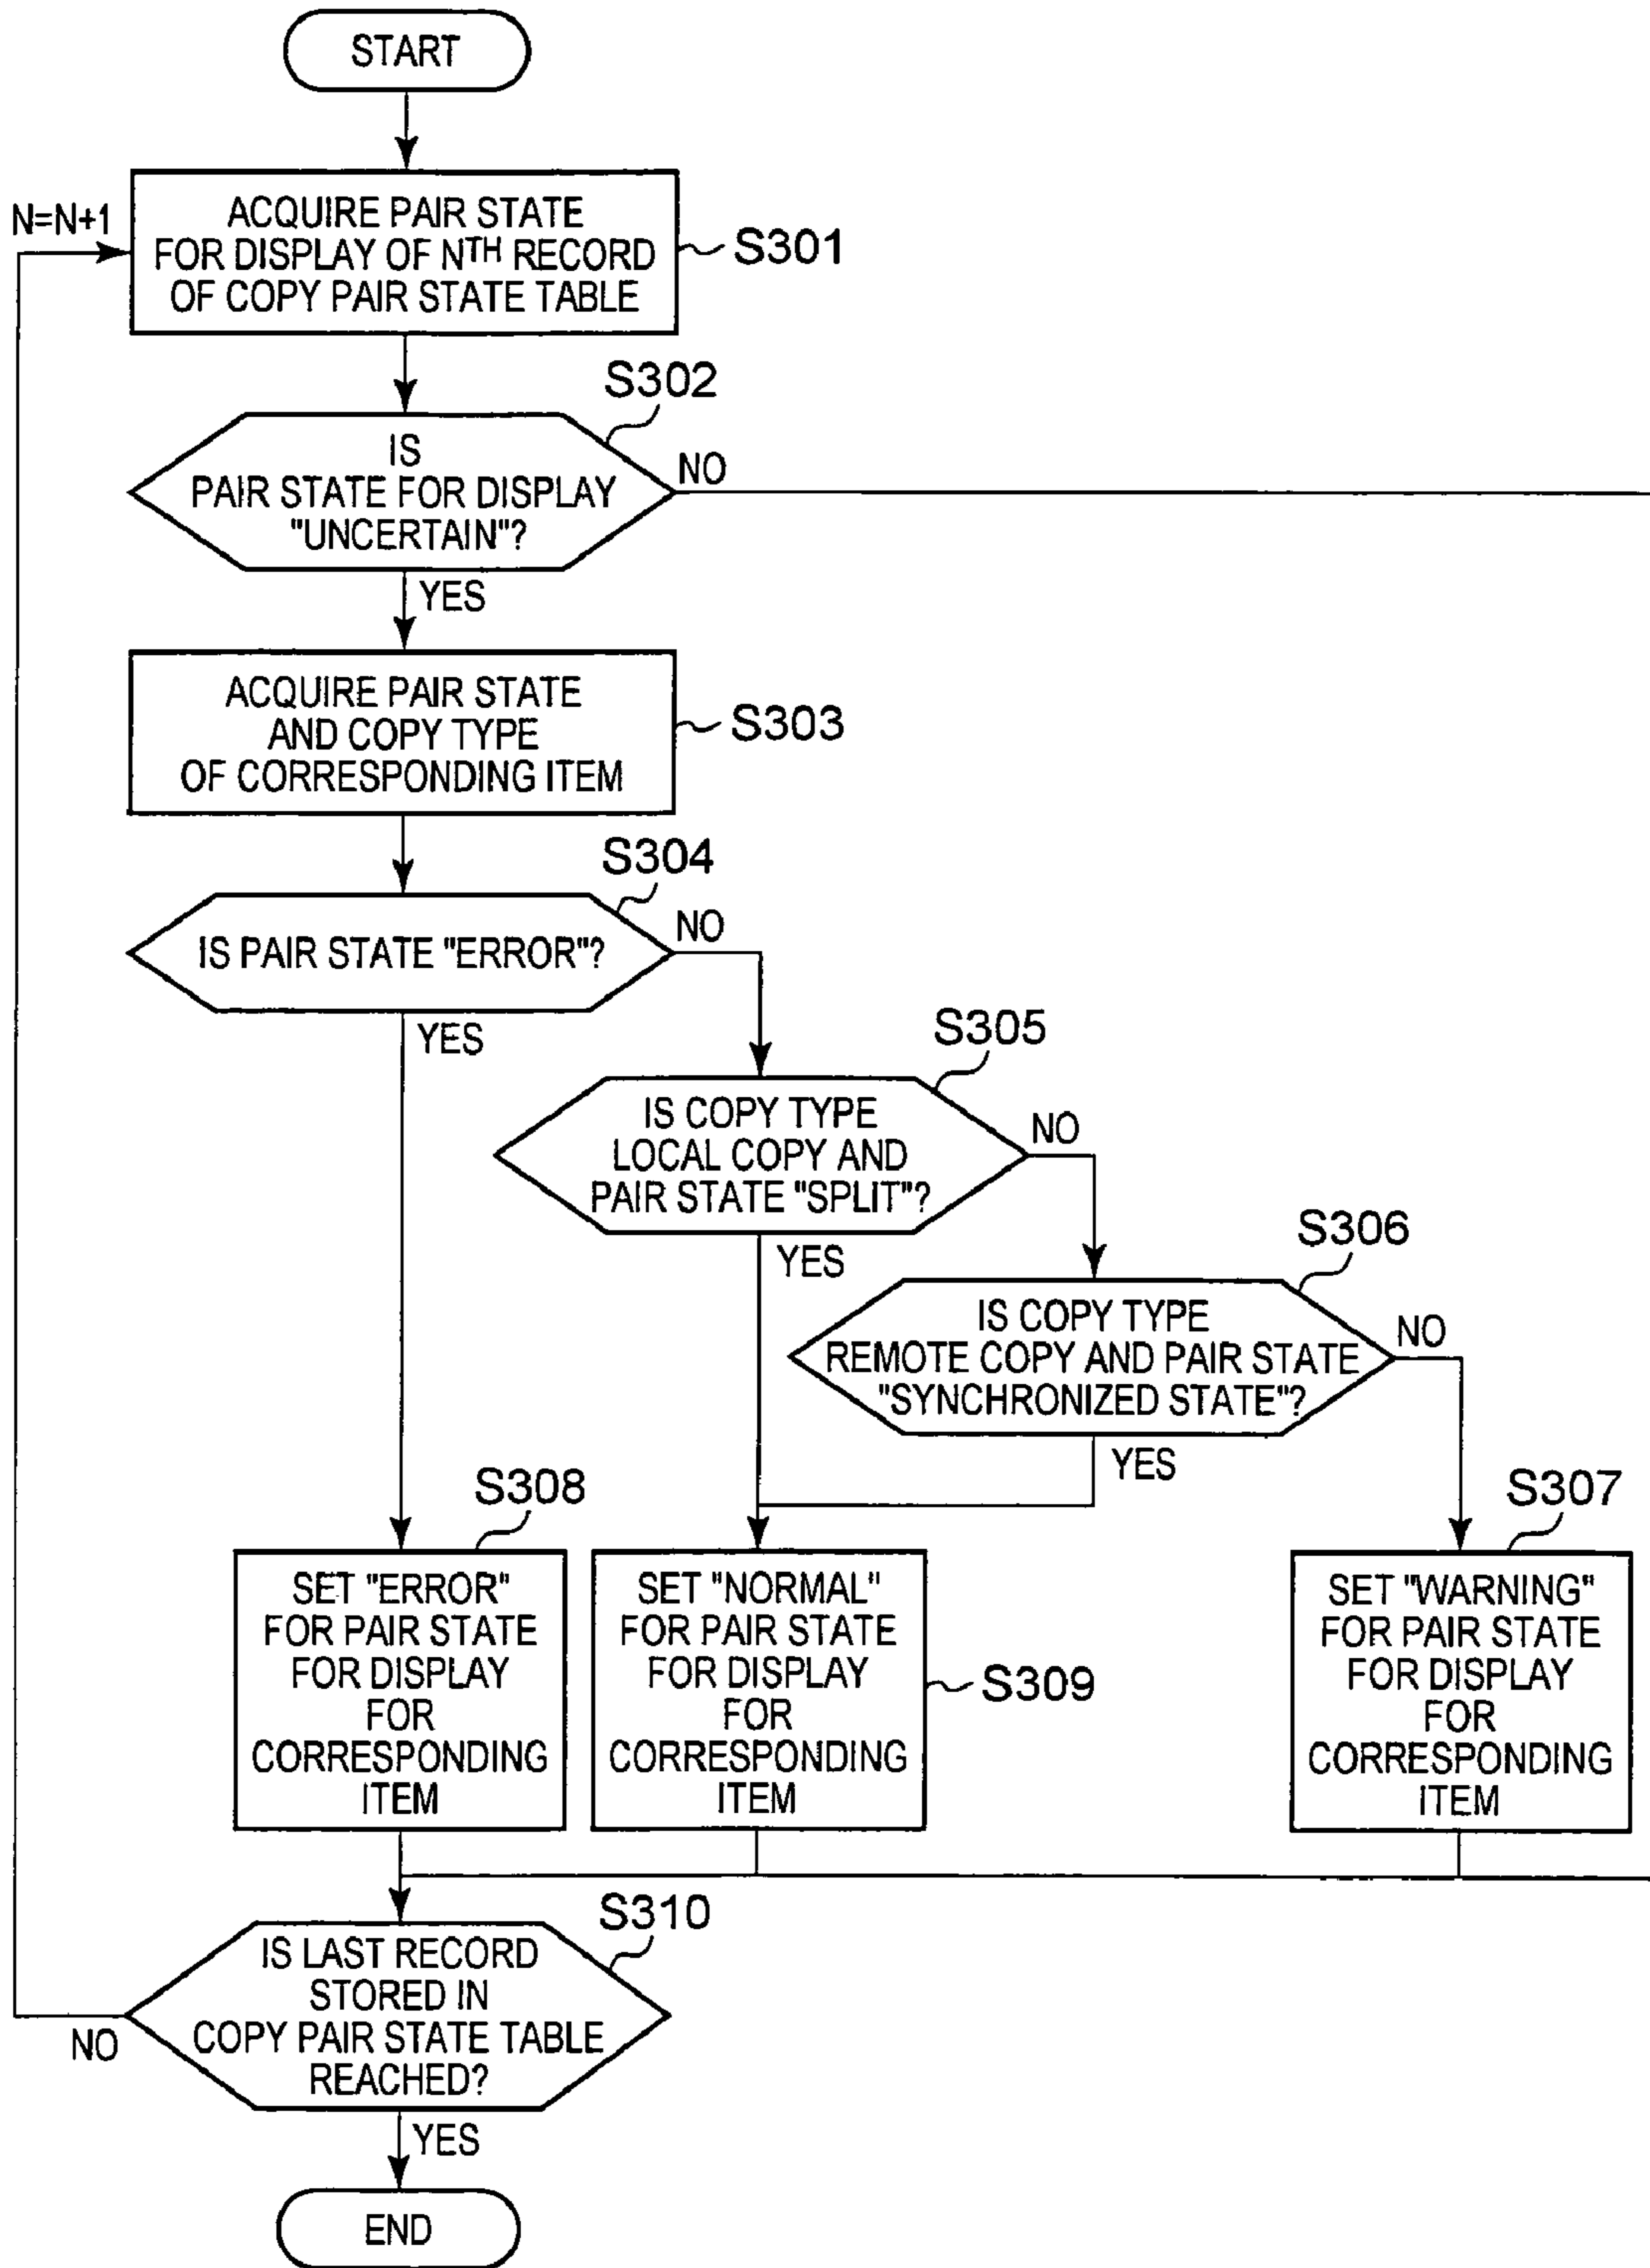 START
N=N+1
ACQUIRE PAIR STATE
FOR DISPLAY OF NTH RECORD
OF COPY PAIR STATE TABLE
S301
S302
IS
PAIR STATE FOR DISPLAY
"UNCERTAIN"?
NO
YES
ACQUIRE PAIR STATE
AND COPY TYPE
OF CORRESPONDING ITEM
S303
S304
IS PAIR STATE "ERROR"?
NO
YES
S305
IS COPY TYPE
LOCAL COPY AND
PAIR STATE "SPLIT"?
NO
YES
S306
IS COPY TYPE
REMOTE COPY AND PAIR STATE
"SYNCHRONIZED STATE"?
NO
YES
S308
SET "ERROR"
FOR PAIR STATE
FOR DISPLAY
FOR
CORRESPONDING
ITEM
SET "NORMAL"
FOR PAIR STATE
FOR DISPLAY
FOR
CORRESPONDING
ITEM
S309
S307
SET "WARNING"
FOR PAIR STATE
FOR DISPLAY
FOR
CORRESPONDING
ITEM
S310
IS LAST RECORD
STORED IN
COPY PAIR STATE TABLE
REACHED?
NO
YES
END